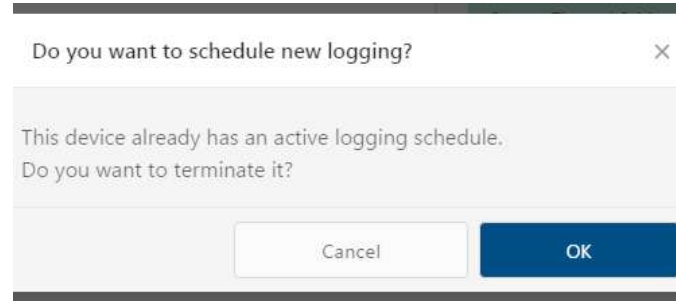 Do you want to schedule new logging?
This device already has an active logging schedule.
Do you want to terminate it?
Cancel
OK